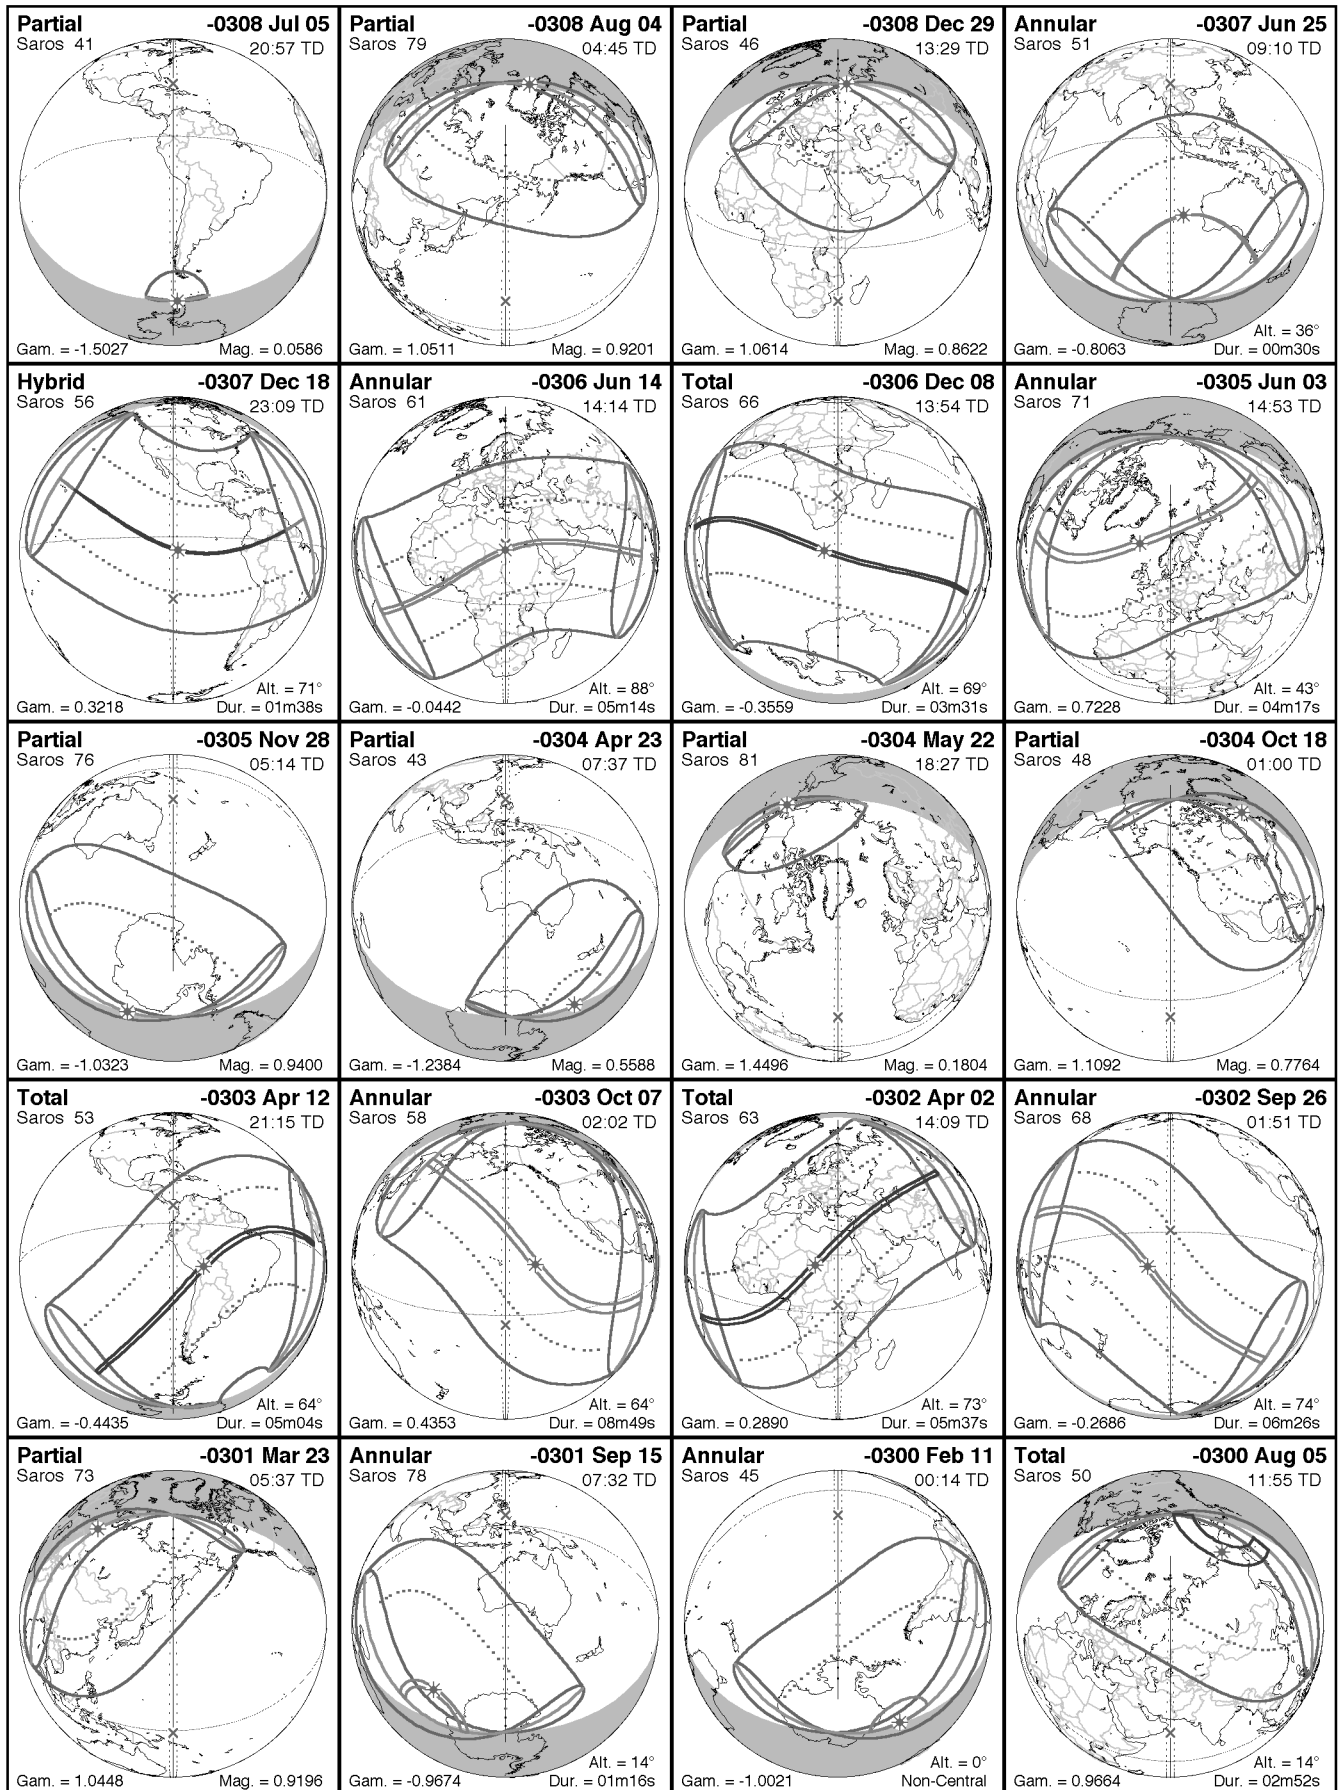 Partial -0308 Jul 05
Saros 41 20:57 TD
Gam. = -1.5027 Mag. = 0.0586
Partial -0308 Aug 04
Saros 79 04:45 TD
Gam. = 1.0511 Mag. = 0.9201
Partial -0308 Dec 29
Saros 46 13:29 TD
Gam. = 1.0614 Mag. = 0.8622
Annular -0307 Jun 25
Saros 51 09:10 TD
Alt. = 36°
Gam. = -0.8063 Dur. = 00m30s
Hybrid -0307 Dec 18
Saros 56 23:09 TD
Alt. = 71°
Gam. = 0.3218 Dur. = 01m38s
Annular -0306 Jun 14
Saros 61 14:14 TD
Alt. = 88°
Gam. = -0.0442 Dur. = 05m14s
Total -0306 Dec 08
Saros 66 13:54 TD
Alt. = 69°
Gam. = -0.3559 Dur. = 03m31s
Annular -0305 Jun 03
Saros 71 14:53 TD
Alt. = 43°
Gam. = 0.7228 Dur. = 04m17s
Partial -0305 Nov 28
Saros 76 05:14 TD
Gam. = -1.0323 Mag. = 0.9400
Partial -0304 Apr 23
Saros 43 07:37 TD
Gam. = -1.2384 Mag. = 0.5588
Partial -0304 May 22
Saros 81 18:27 TD
Gam. = 1.4496 Mag. = 0.1804
Partial -0304 Oct 18
Saros 48 01:00 TD
Gam. = 1.1092 Mag. = 0.7764
Total -0303 Apr 12
Saros 53 21:15 TD
Alt. = 64°
Gam. = -0.4435 Dur. = 05m04s
Annular -0303 Oct 07
Saros 58 02:02 TD
Alt. = 64°
Gam. = 0.4353 Dur. = 08m49s
Total -0302 Apr 02
Saros 63 14:09 TD
Alt. = 73°
Gam. = 0.2890 Dur. = 05m37s
Annular -0302 Sep 26
Saros 68 01:51 TD
Alt. = 74°
Gam. = -0.2686 Dur. = 06m26s
Partial -0301 Mar 23
Saros 73 05:37 TD
Gam. = 1.0448 Mag. = 0.9196
Annular -0301 Sep 15
Saros 78 07:32 TD
Alt. = 14°
Gam. = -0.9674 Dur. = 01m16s
Annular -0300 Feb 11
Saros 45 00:14 TD
Alt. = 0°
Gam. = -1.0021 Non-Central
Total -0300 Aug 05
Saros 50 11:55 TD
Alt. = 14°
Gam. = 0.9664 Dur. = 02m52s